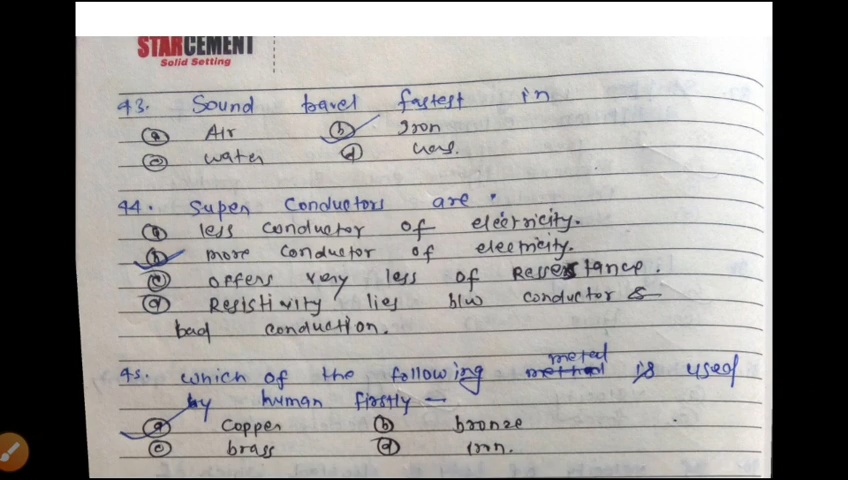 STARCEMENT
Solid Setting
43. Sound travel fastest in
(a) Air (b) Iron
(c) water (d)
44. Super conductors are
(a) less conductor of electricity.
(b) more conductor of electricity.
(c) offers very less of Resestance.
(d) Resistivity lies b/w conductor &
bad conduction.
45. which of the following metal is used
by human firstly —
(a) copper (b) bronze
(c) brass (d) iron.